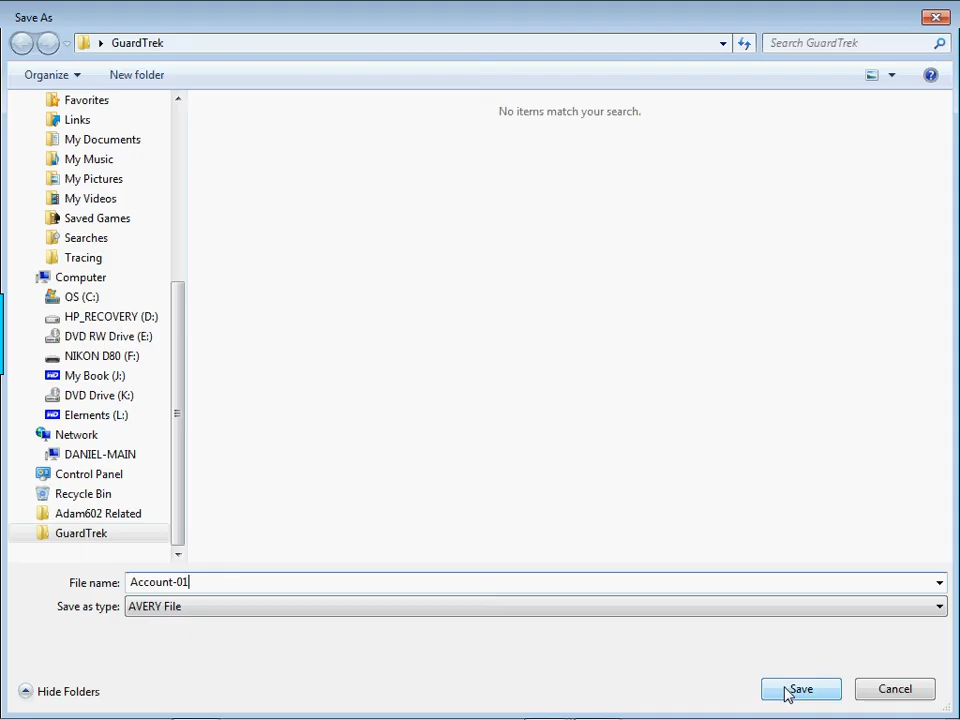 Save As
GuardTrek
Search GuardTrek
Organize
New folder
Favorites
Links
My Documents
My Music
My Pictures
My Videos
Saved Games
Searches
Tracing
Computer
OS (C:)
HP_RECOVERY (D:)
DVD RW Drive (E:)
NIKON D80 (F:)
My Book (J:)
DVD Drive (K:)
Elements (L:)
Network
DANIEL-MAIN
Control Panel
Recycle Bin
Adam602 Related
GuardTrek
No items match your search.
File name: Account-01
Save as type: AVERY File
Hide Folders
Save
Cancel